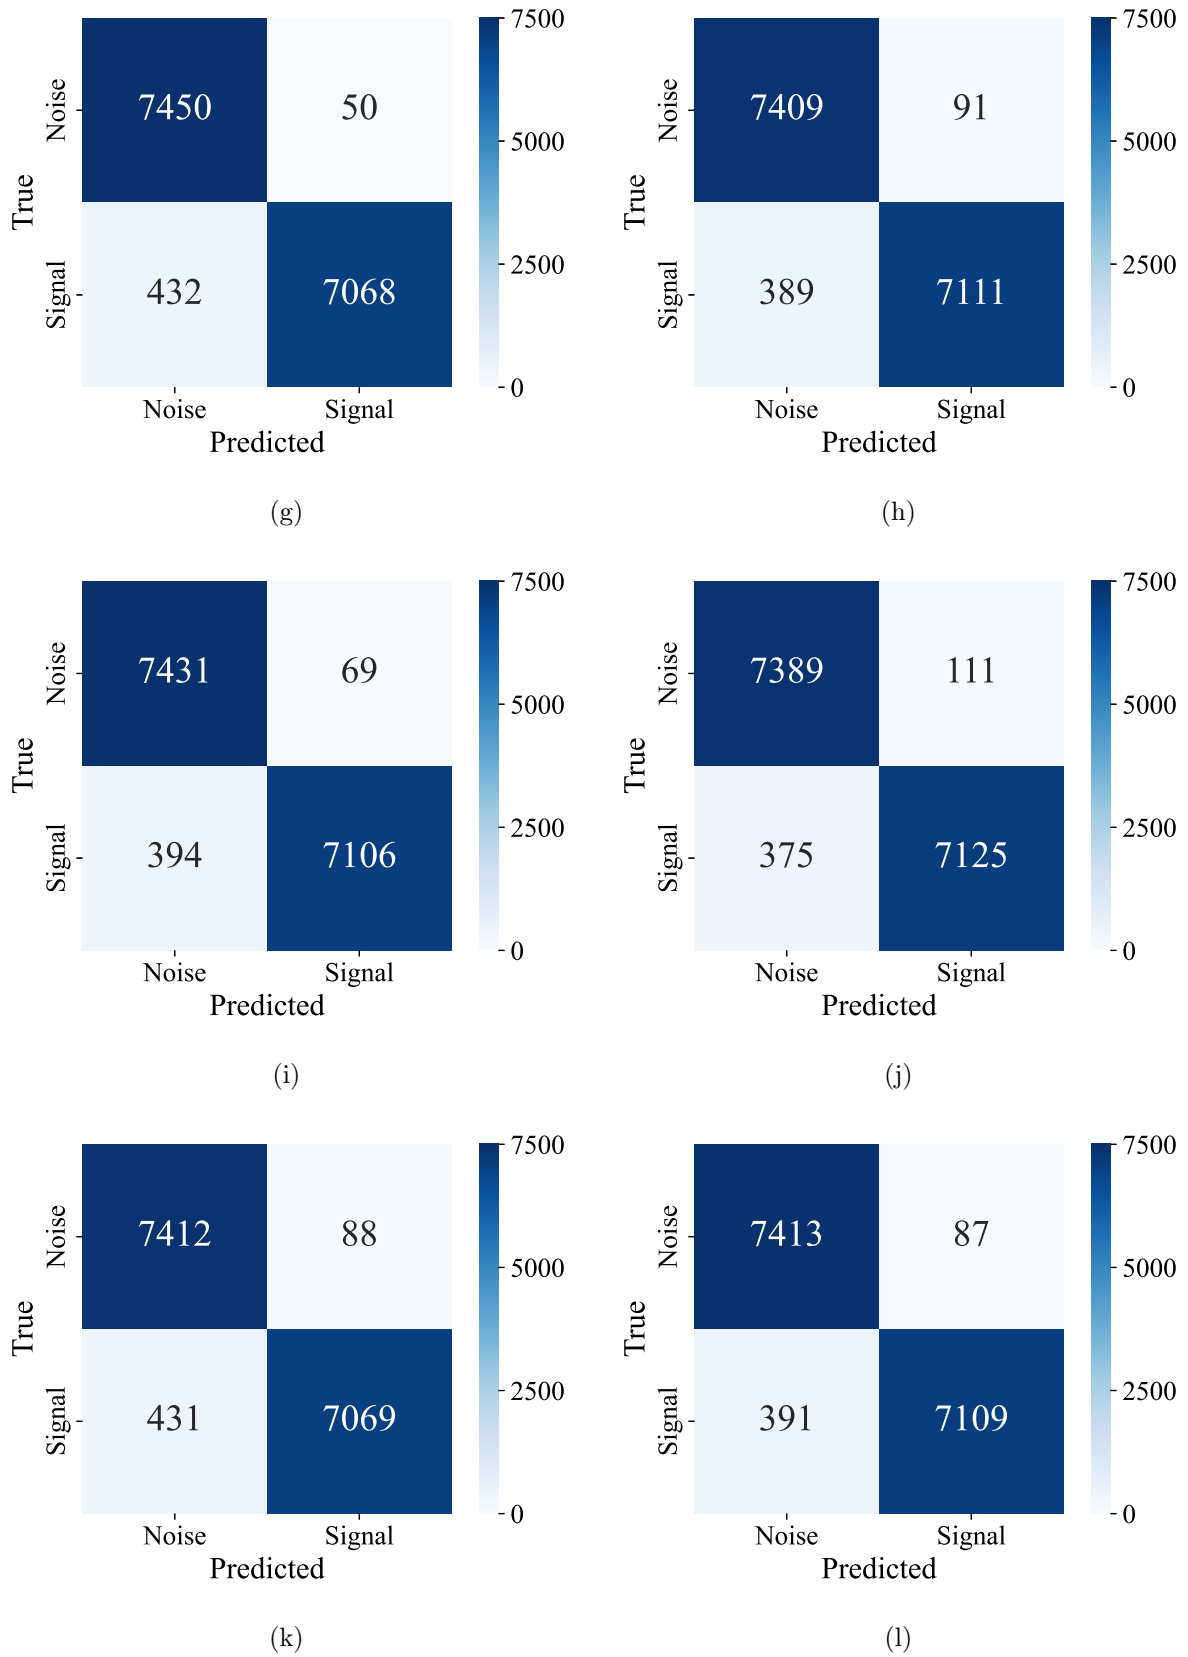 7500
5000
2500
0
Noise
Signal
True
7450 50
432 7068
Noise Signal
Predicted
(g)
7500
5000
2500
0
Noise
Signal
True
7409 91
389 7111
Noise Signal
Predicted
(h)
7500
5000
2500
0
Noise
Signal
True
7431 69
394 7106
Noise Signal
Predicted
(i)
7500
5000
2500
0
Noise
Signal
True
7389 111
375 7125
Noise Signal
Predicted
(j)
7500
5000
2500
0
Noise
Signal
True
7412 88
431 7069
Noise Signal
Predicted
(k)
7500
5000
2500
0
Noise
Signal
True
7413 87
391 7109
Noise Signal
Predicted
(l)